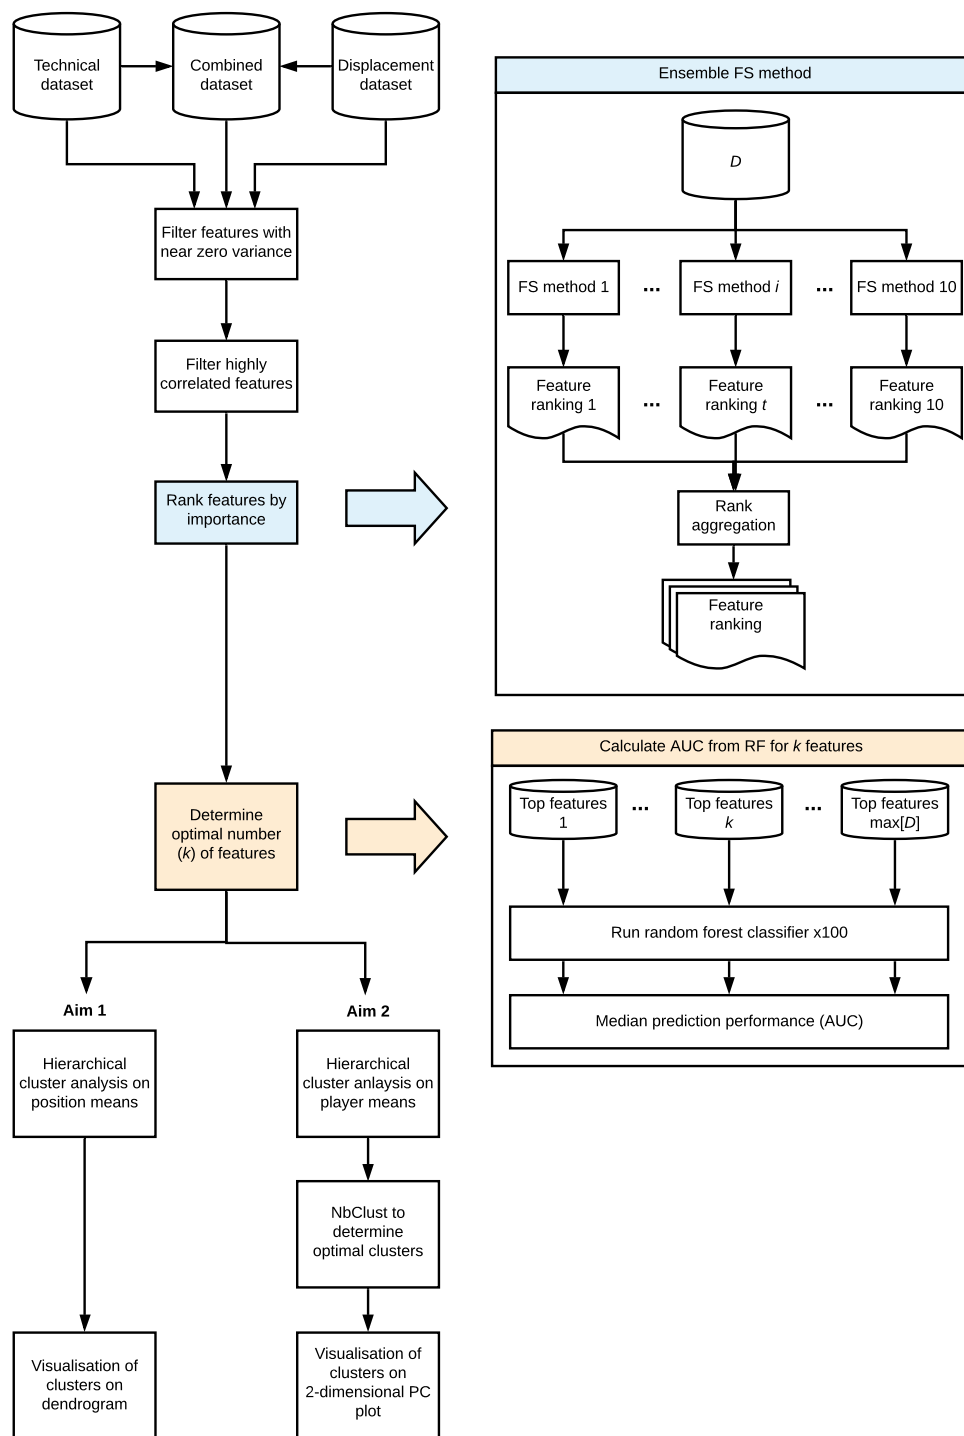 Technical
dataset
Combined
dataset
Displacement
dataset
Filter features with
near zero variance
Filter highly
correlated features
Rank features by
importance
Determine
optimal number
(k) of features
Aim 1
Aim 2
Hierarchical
cluster analysis on
position means
Hierarchical
cluster anlaysis on
player means
NbClust to
determine
optimal clusters
Visualisation of
clusters on
dendrogram
Visualisation of
clusters on
2-dimensional PC
plot
Ensemble FS method
D
FS method 1
...
FS method i
...
FS method 10
Feature
ranking 1
...
Feature
ranking t
...
Feature
ranking 10
Rank
aggregation
Feature
ranking
Calculate AUC from RF for k features
Top features
1
...
Top features
k
...
Top features
max[D]
Run random forest classifier x100
Median prediction performance (AUC)